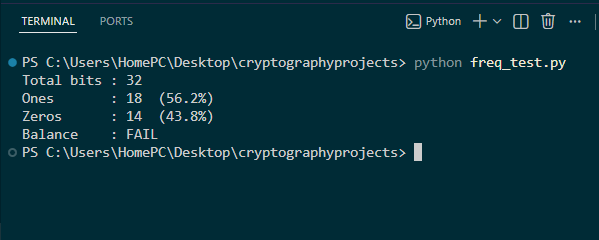 TERMINAL PORTS Python
PS C:\Users\HomePC\Desktop\cryptographyprojects> python freq_test.py
Total bits : 32
Ones       : 18  (56.2%)
Zeros      : 14  (43.8%)
Balance    : FAIL
PS C:\Users\HomePC\Desktop\cryptographyprojects>